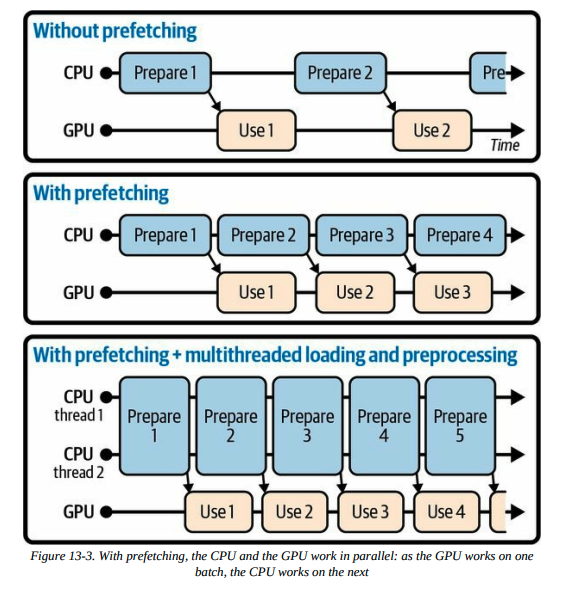 Without prefetching
CPU Prepare 1 Prepare 2 Pre
GPU Use 1 Use 2
Time
With prefetching
CPU Prepare 1 Prepare 2 Prepare 3 Prepare 4
GPU Use 1 Use 2 Use 3
With prefetching + multithreaded loading and preprocessing
CPU
thread 1
Prepare
1
Prepare
2
Prepare
3
Prepare
4
Prepare
5
CPU
thread 2
GPU Use 1 Use 2 Use 3 Use 4
Figure 13-3. With prefetching, the CPU and the GPU work in parallel: as the GPU works on one
batch, the CPU works on the next